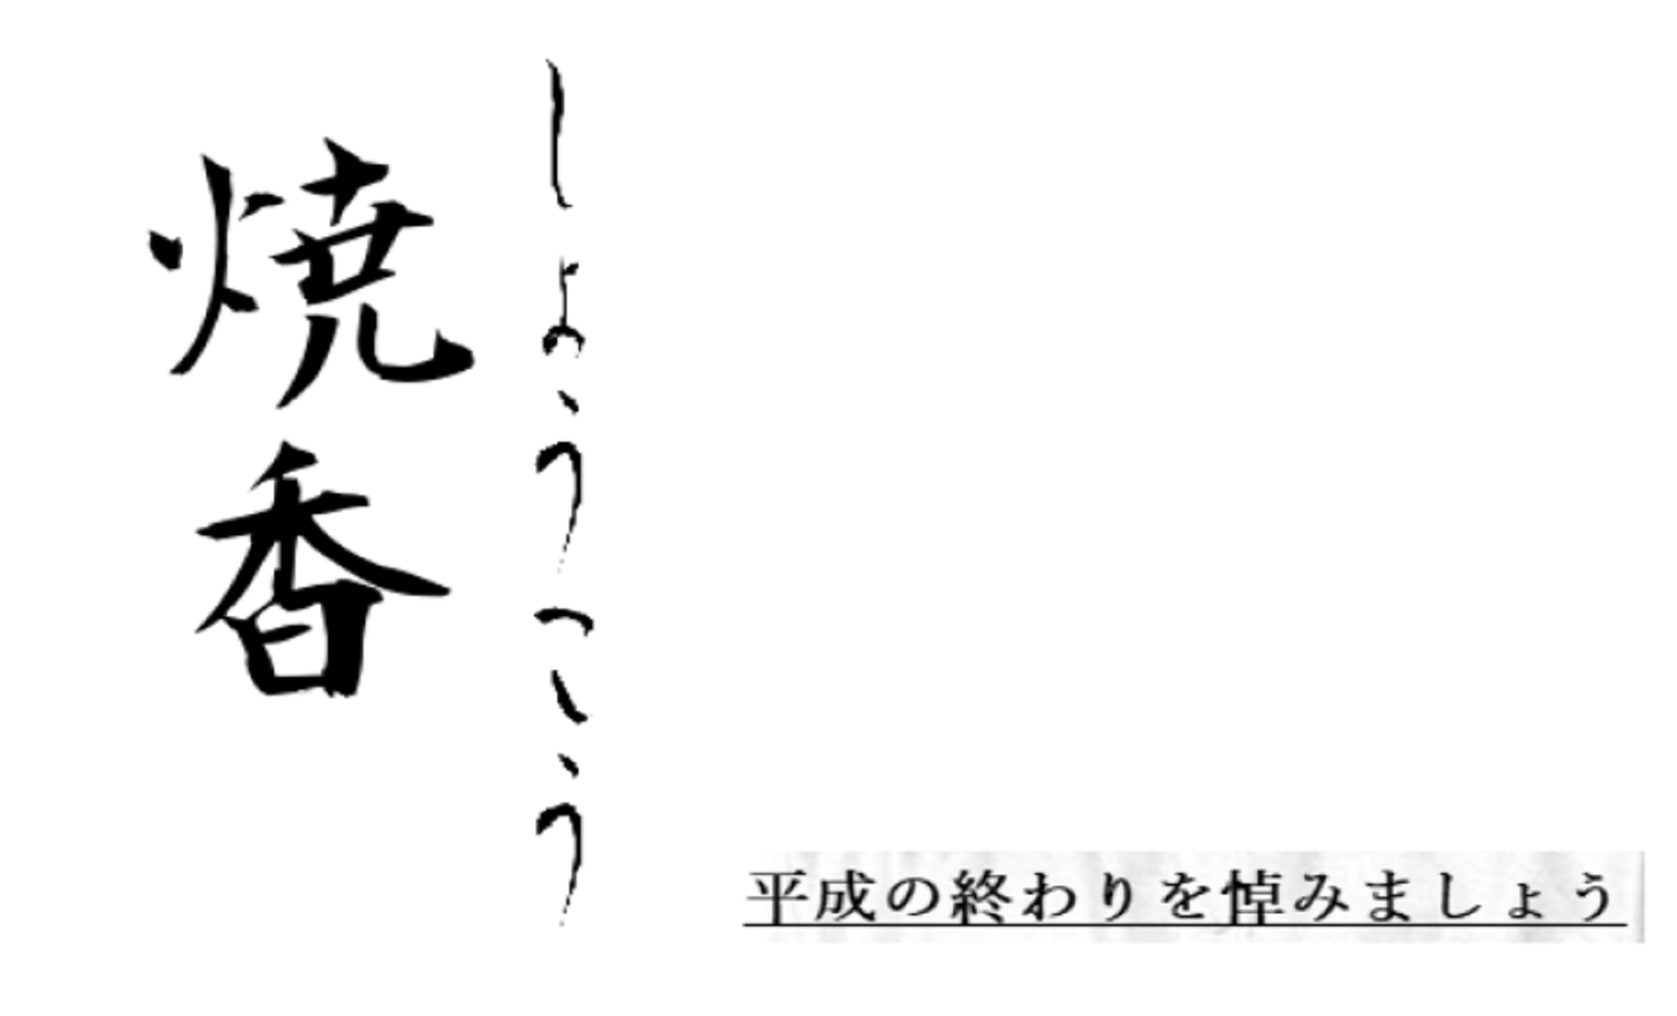 しょうこう
焼香
平成の終わりを悼みましょう